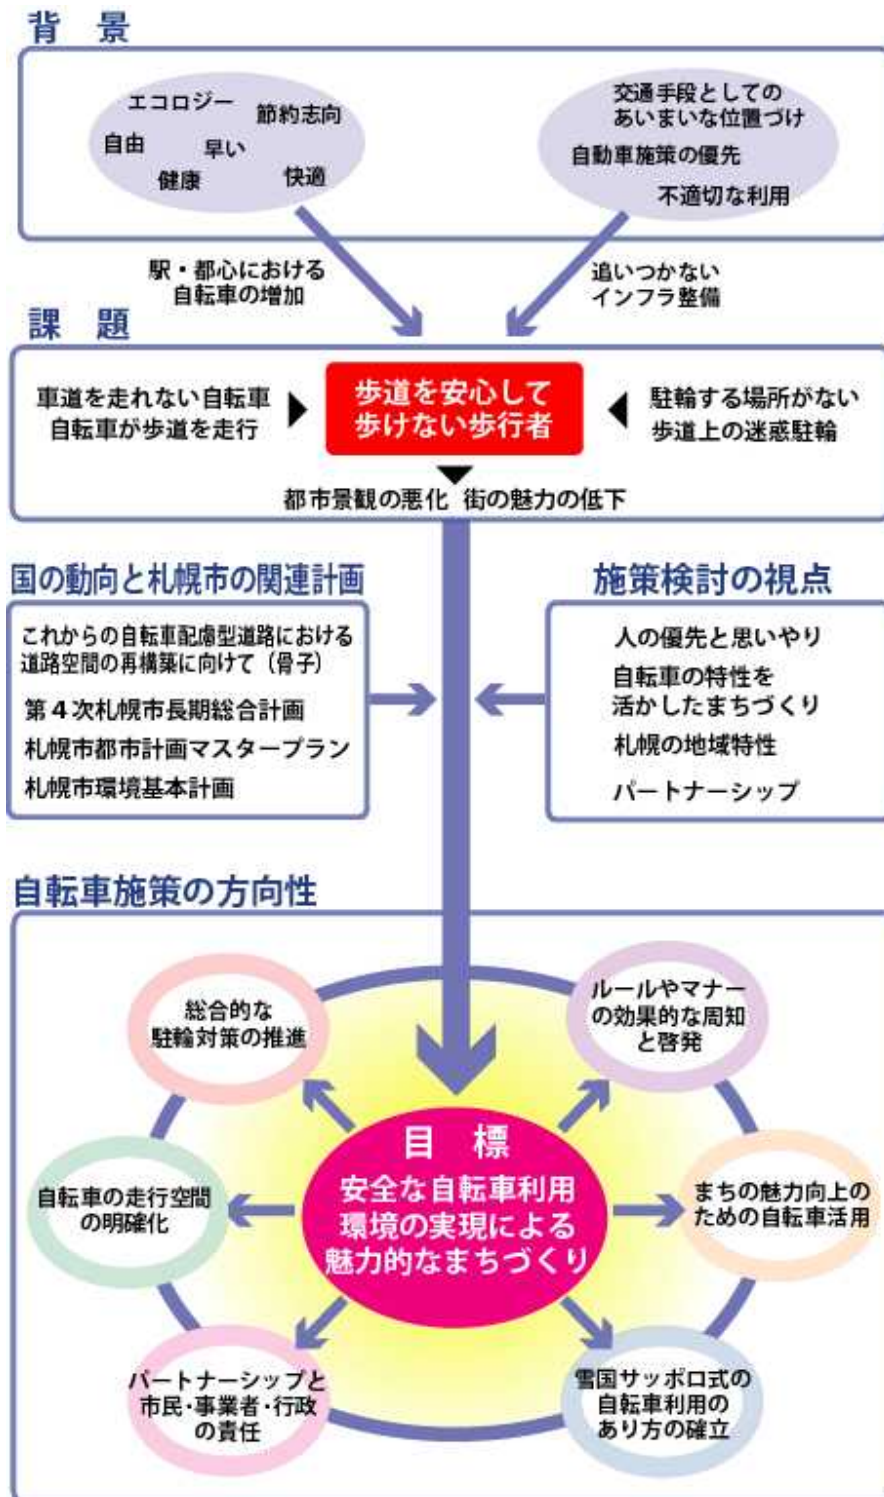 背　景
エコロジー
節約志向
自由
早い
健康
快適
交通手段としての
あいまいな位置づけ
自動車施策の優先
不適切な利用
駅・都心における
自転車の増加
追いつかない
インフラ整備
課　題
車道を走れない自転車
自転車が歩道を走行
歩道を安心して
歩けない歩行者
駐輪する場所がない
歩道上の迷惑駐輪
都市景観の悪化 街の魅力の低下
国の動向と札幌市の関連計画
これからの自転車配慮型道路における
道路空間の再構築に向けて（骨子）
第４次札幌市長期総合計画
札幌市都市計画マスタープラン
札幌市環境基本計画
施策検討の視点
人の優先と思いやり
自転車の特性を
活かしたまちづくり
札幌の地域特性
パートナーシップ
自転車施策の方向性
総合的な
駐輪対策の推進
ルールやマナー
の効果的な周知
と啓発
目　標
安全な自転車利用
環境の実現による
魅力的なまちづくり
自転車の走行空間
の明確化
まちの魅力向上の
ための自転車活用
パートナーシップと
市民・事業者・行政
の責任
雪国サッポロ式の
自転車利用の
あり方の確立